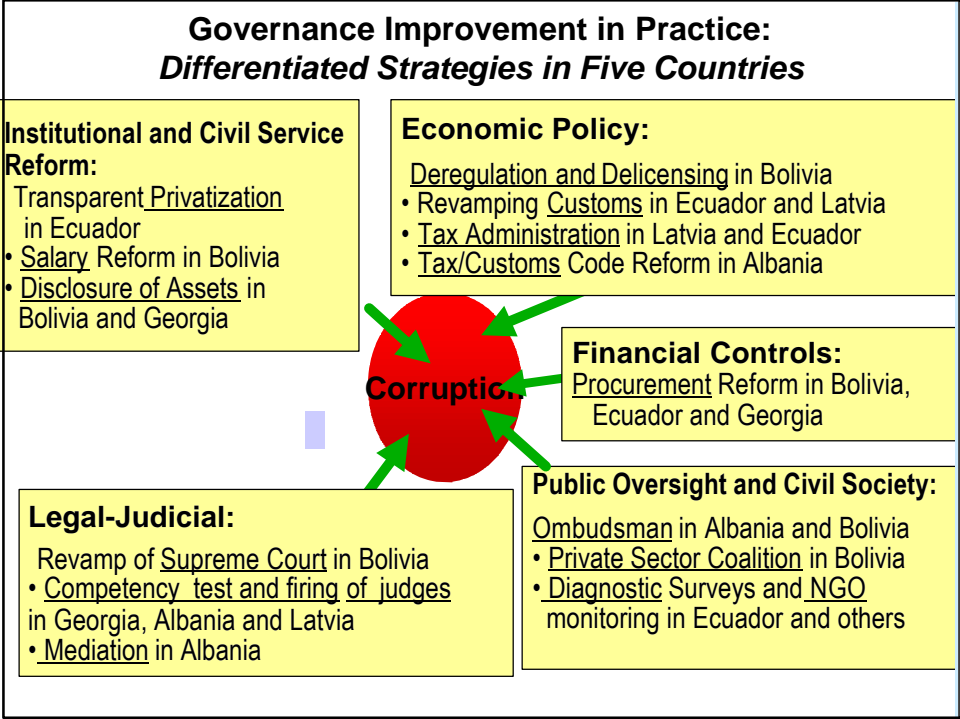 Governance Improvement in Practice:
Differentiated Strategies in Five Countries
Institutional and Civil Service
Reform:
Transparent Privatization
in Ecuador
• Salary Reform in Bolivia
• Disclosure of Assets in
Bolivia and Georgia
Economic Policy:
Deregulation and Delicensing in Bolivia
• Revamping Customs in Ecuador and Latvia
• Tax Administration in Latvia and Ecuador
• Tax/Customs Code Reform in Albania
Corruption
Financial Controls:
Procurement Reform in Bolivia,
Ecuador and Georgia
Legal-Judicial:
Revamp of Supreme Court in Bolivia
• Competency test and firing of judges
in Georgia, Albania and Latvia
• Mediation in Albania
Public Oversight and Civil Society:
Ombudsman in Albania and Bolivia
• Private Sector Coalition in Bolivia
• Diagnostic Surveys and NGO
monitoring in Ecuador and others